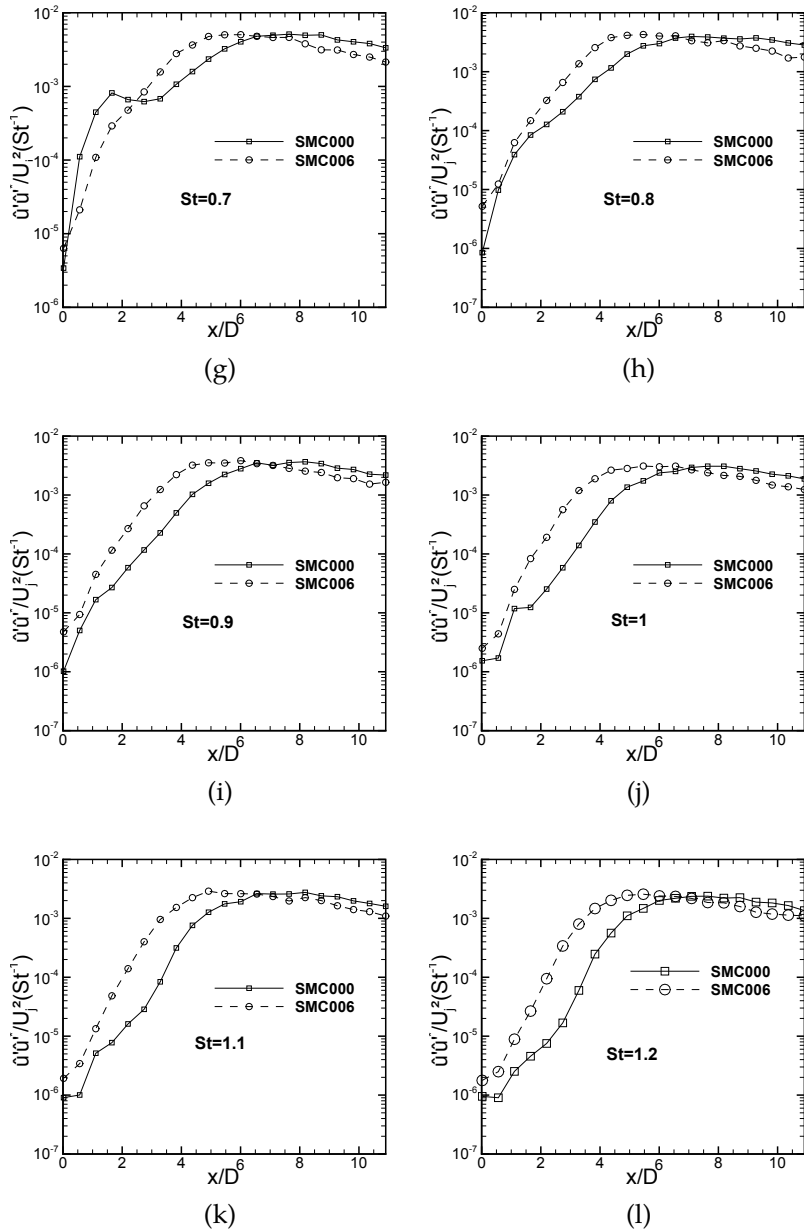 10⁻²
10⁻³
10⁻⁴
10⁻⁵
10⁻⁶
û'û'*/U_j²(St⁻¹)
SMC000
SMC006
St=0.7
0 2 4 6 8 10
x/D
(g)
10⁻²
10⁻³
10⁻⁴
10⁻⁵
10⁻⁶
10⁻⁷
û'û'*/U_j²(St⁻¹)
SMC000
SMC006
St=0.8
0 2 4 6 8 10
x/D
(h)
10⁻²
10⁻³
10⁻⁴
10⁻⁵
10⁻⁶
10⁻⁷
û'û'*/U_j²(St⁻¹)
SMC000
SMC006
St=0.9
0 2 4 6 8 10
x/D
(i)
10⁻²
10⁻³
10⁻⁴
10⁻⁵
10⁻⁶
10⁻⁷
û'û'*/U_j²(St⁻¹)
SMC000
SMC006
St=1
0 2 4 6 8 10
x/D
(j)
10⁻²
10⁻³
10⁻⁴
10⁻⁵
10⁻⁶
10⁻⁷
û'û'*/U_j²(St⁻¹)
SMC000
SMC006
St=1.1
0 2 4 6 8 10
x/D
(k)
10⁻²
10⁻³
10⁻⁴
10⁻⁵
10⁻⁶
10⁻⁷
û'û'*/U_j²(St⁻¹)
SMC000
SMC006
St=1.2
0 2 4 6 8 10
x/D
(l)